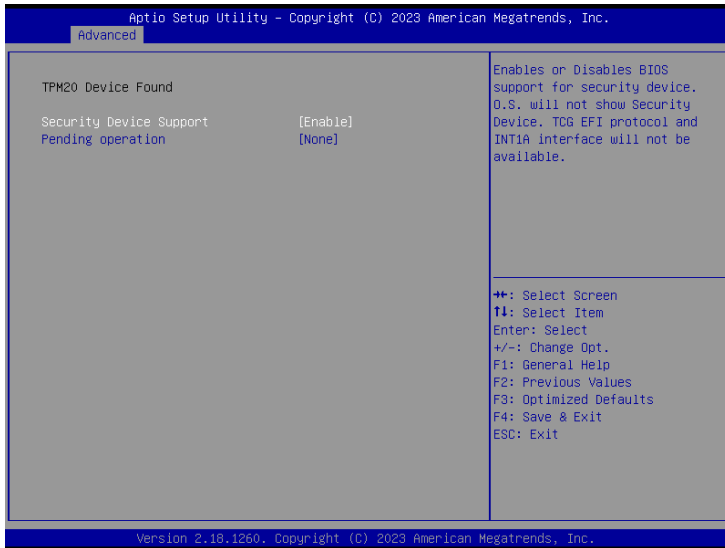 Aptio Setup Utility – Copyright (C) 2023 American Megatrends, Inc.
Advanced
TPM20 Device Found
Security Device Support [Enable]
Pending operation [None]
Enables or Disables BIOS
support for security device.
O.S. will not show Security
Device. TCG EFI protocol and
INT1A interface will not be
available.
→←: Select Screen
↑↓: Select Item
Enter: Select
+/-: Change Opt.
F1: General Help
F2: Previous Values
F3: Optimized Defaults
F4: Save & Exit
ESC: Exit
Version 2.18.1260. Copyright (C) 2023 American Megatrends, Inc.